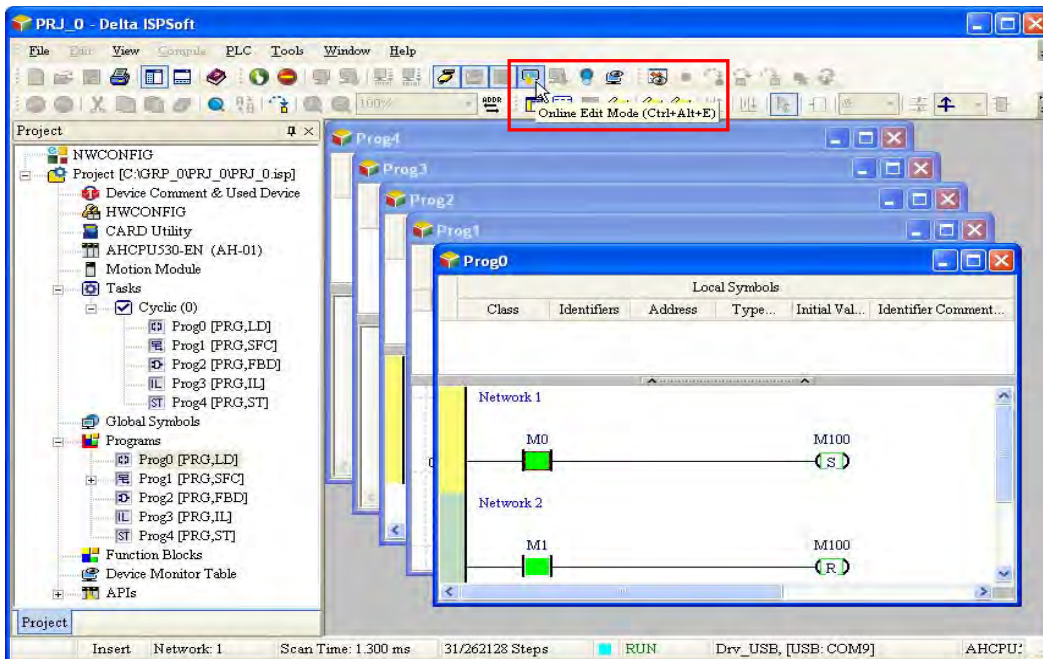 PRJ_0 - Delta ISPSoft
File Edit View Compile PLC Tools Window Help
100%
ADDR
Online Edit Mode (Ctrl+Alt+E)
Project
NWCONFIG
Project [C:\GRP_0\PRJ_0\PRJ_0.isp]
Device Comment & Used Device
HWCONFIG
CARD Utility
AHCPU530-EN (AH-01)
Motion Module
Tasks
Cyclic (0)
Prog0 [PRG,LD]
Prog1 [PRG,SFC]
Prog2 [PRG,FBD]
Prog3 [PRG,IL]
Prog4 [PRG,ST]
Global Symbols
Programs
Prog0 [PRG,LD]
Prog1 [PRG,SFC]
Prog2 [PRG,FBD]
Prog3 [PRG,IL]
Prog4 [PRG,ST]
Function Blocks
Device Monitor Table
APIs
Project
Prog4
Prog3
Prog2
Prog1
Prog0
Local Symbols
Class Identifiers Address Type... Initial Val... Identifier Comment...
Network 1
M0 M100
S
Network 2
M1 M100
R
Insert Network: 1 Scan Time: 1.300 ms 31/262128 Steps RUN Drv_USB, [USB: COM9] AHCPU: